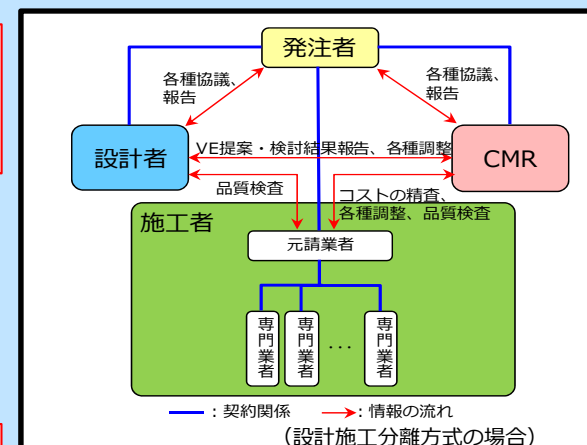 発注者
各種協議、
報告
各種協議、
報告
設計者
VE提案・検討結果報告、各種調整
CMR
品質検査
コストの精査、
各種調整、品質検査
施工者
元請業者
専門業者
専門業者
...
専門業者
：契約関係
：情報の流れ
（設計施工分離方式の場合）